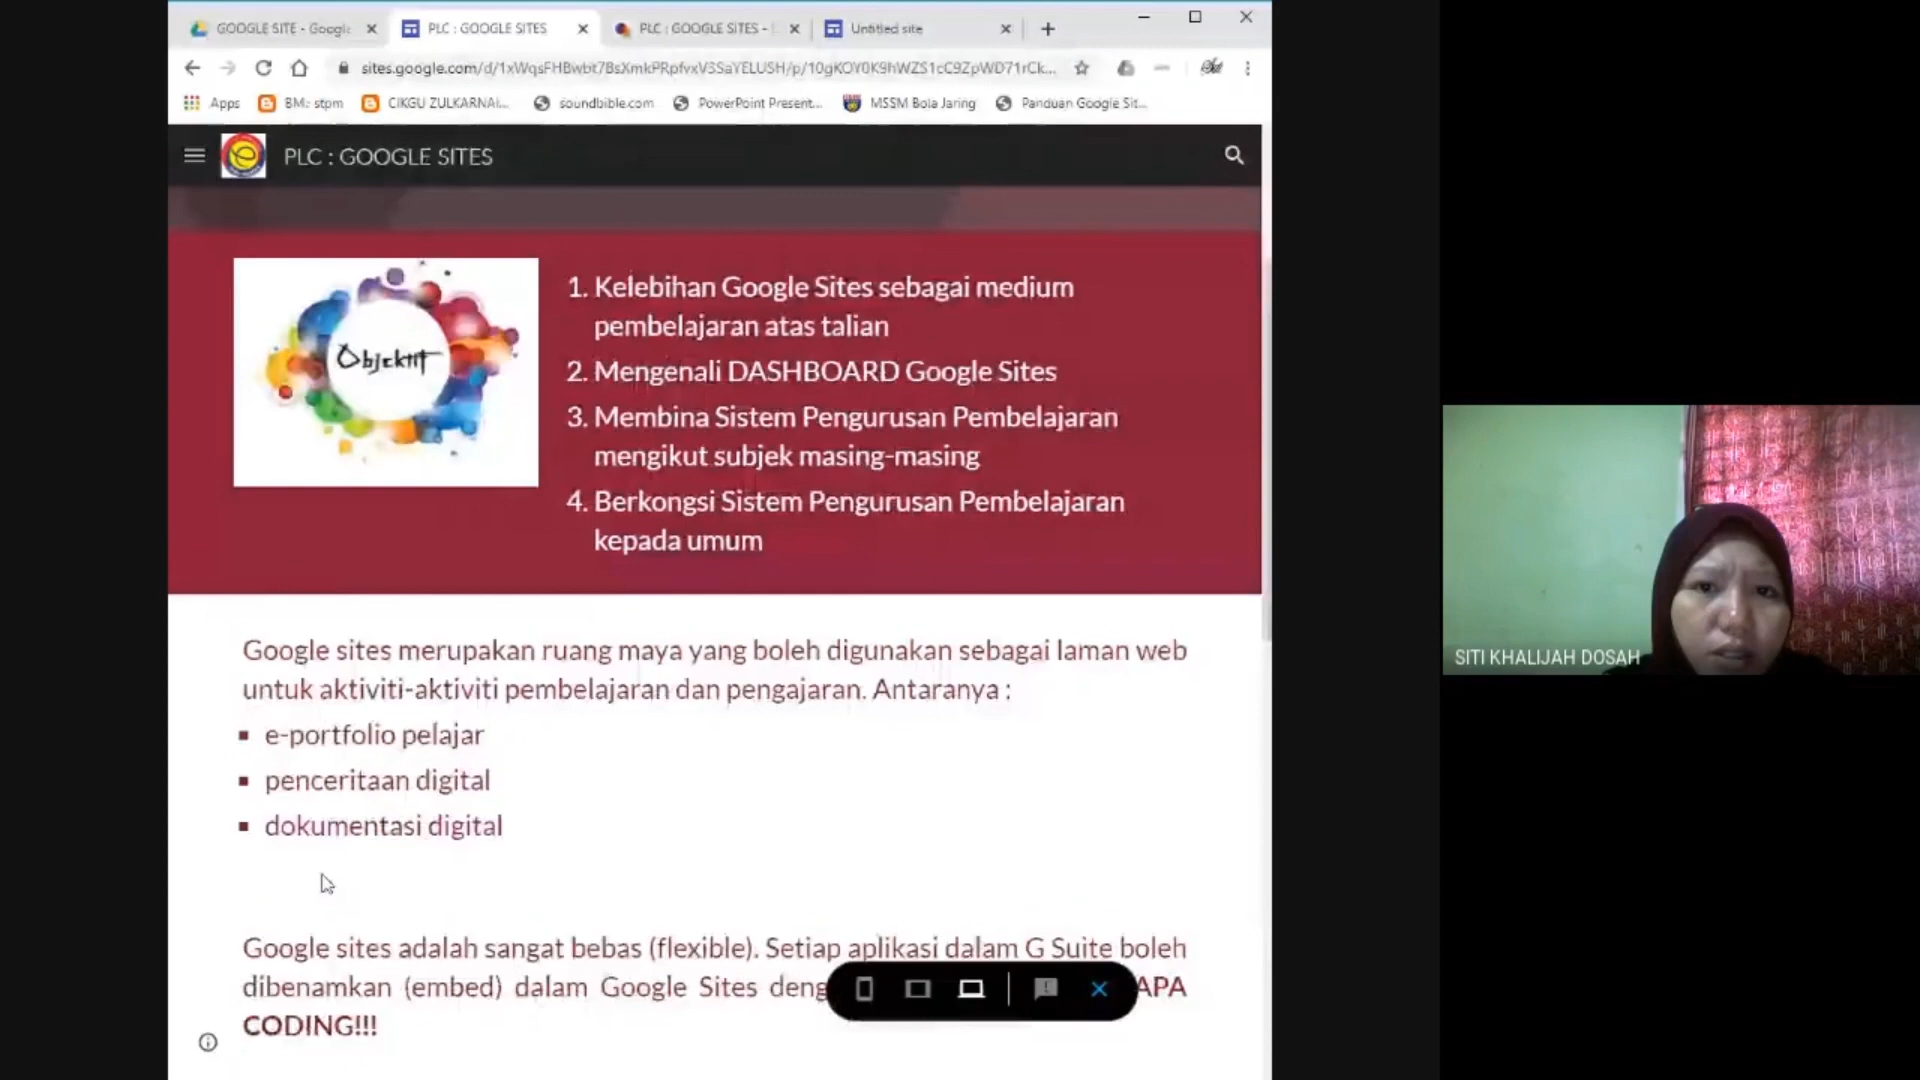 GOOGLE SITE - Google
PLC : GOOGLE SITES
PLC : GOOGLE SITES -
Untitled site
Apps
BM: stpm
CIKGU ZULKARNAI...
soundbible.com
PowerPoint Present...
MSSM Bola Jaring
Panduan Google Sit...
PLC : GOOGLE SITES
Objektif
1. Kelebihan Google Sites sebagai medium
pembelajaran atas talian
2. Mengenali DASHBOARD Google Sites
3. Membina Sistem Pengurusan Pembelajaran
mengikut subjek masing-masing
4. Berkongsi Sistem Pengurusan Pembelajaran
kepada umum
SITI KHALIJAH DOSAH
Google sites merupakan ruang maya yang boleh digunakan sebagai laman web
untuk aktiviti-aktiviti pembelajaran dan pengajaran. Antaranya :
▪ e-portfolio pelajar
▪ penceritaan digital
▪ dokumentasi digital
Google sites adalah sangat bebas (flexible). Setiap aplikasi dalam G Suite boleh
dibenamkan (embed) dalam Google Sites deng APA
CODING!!!